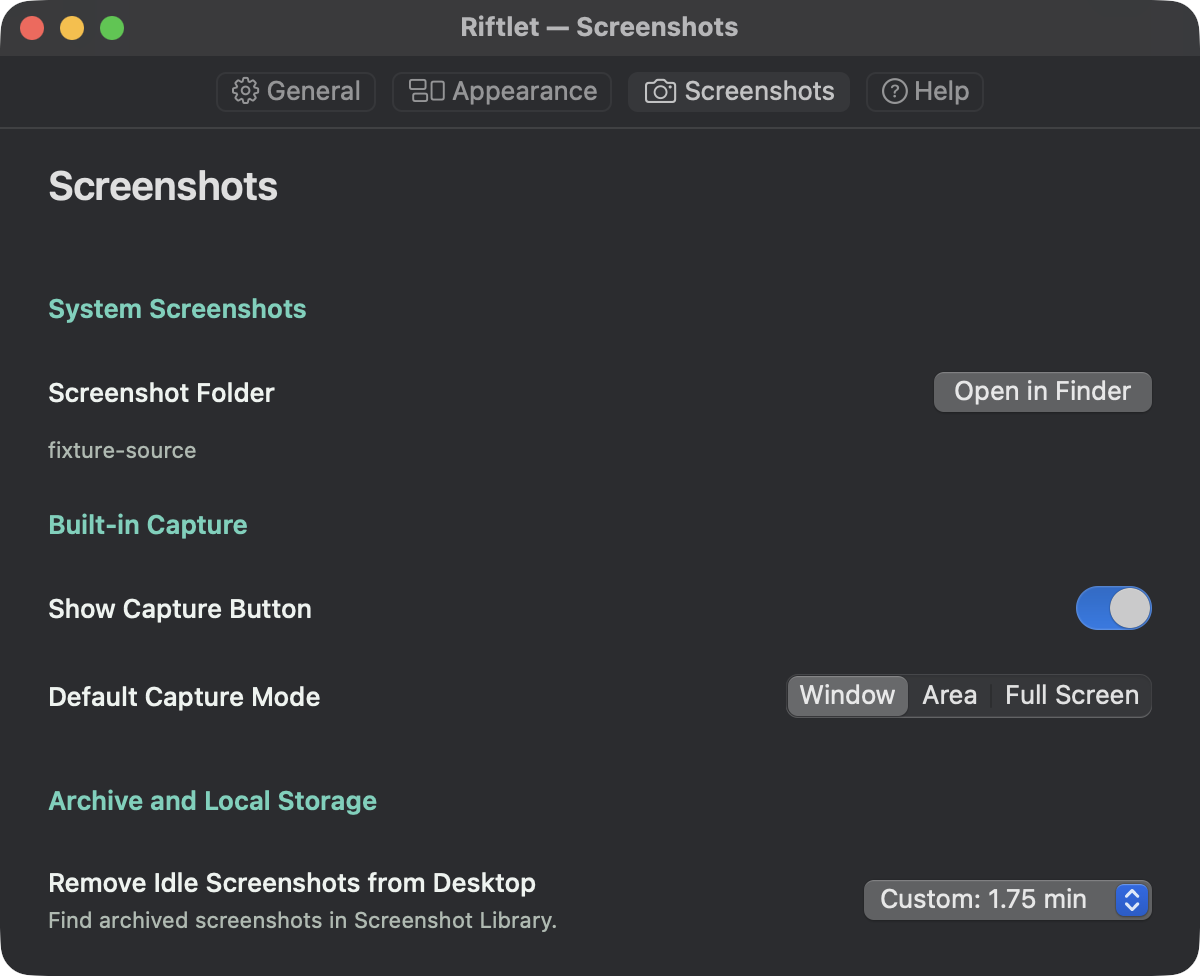 Riftlet — Screenshots
General
Appearance
Screenshots
Help
Screenshots
System Screenshots
Screenshot Folder
Open in Finder
fixture-source
Built-in Capture
Show Capture Button
Default Capture Mode
Window
Area
Full Screen
Archive and Local Storage
Remove Idle Screenshots from Desktop
Custom: 1.75 min
Find archived screenshots in Screenshot Library.